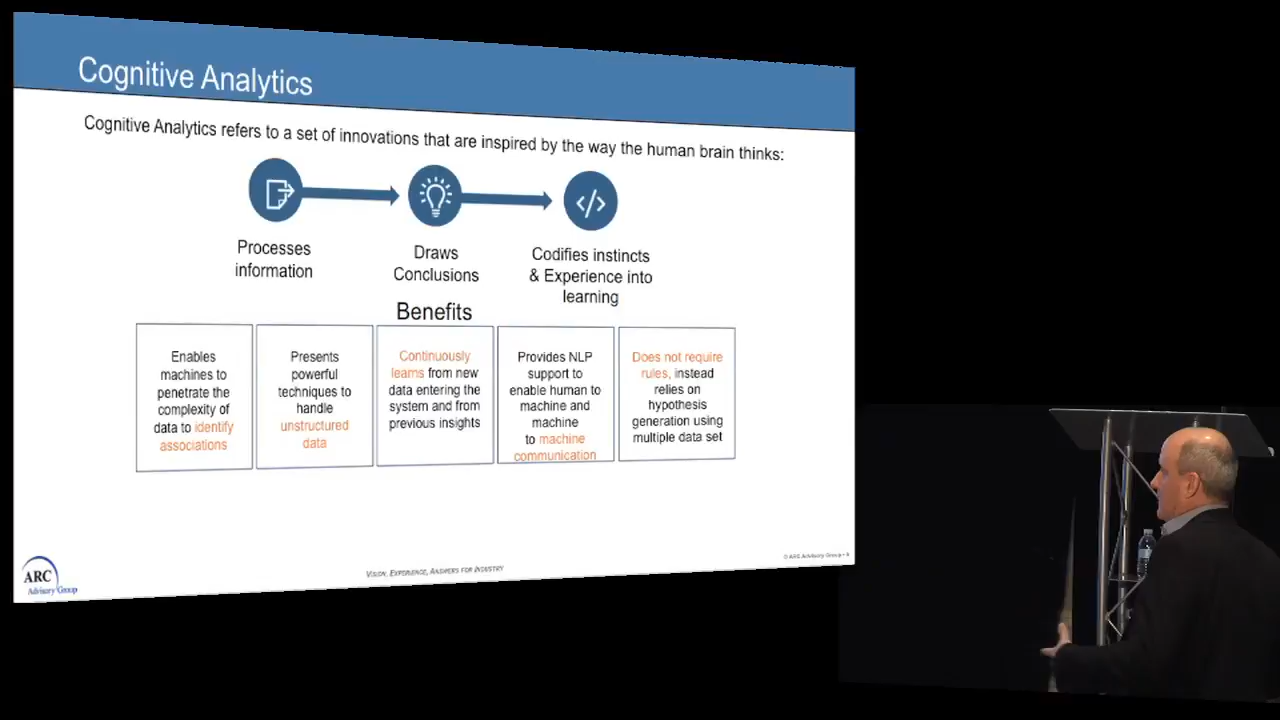 Cognitive Analytics
Cognitive Analytics refers to a set of innovations that are inspired by the way the human brain thinks:
Processes
information
Draws
Conclusions
Codifies instincts
& Experience into
learning
Benefits
Enables
machines to
penetrate the
complexity of
data to identify
associations
Presents
powerful
techniques to
handle
unstructured
data
Continuously
learns from new
data entering the
system and from
previous insights
Provides NLP
support to
enable human to
machine and
machine
to machine
communication
Does not require
rules, instead
relies on
hypothesis
generation using
multiple data set
ARC
Advisory Group
Vision, Experience, Answers for Industry
© ARC Advisory Group • 9